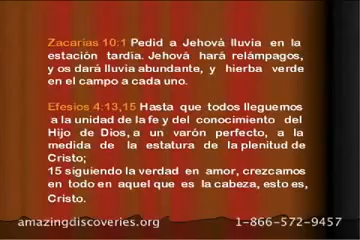 Zacarías 10:1 Pedid a Jehová lluvia en la
estación tardía. Jehová hará relámpagos,
y os dará lluvia abundante, y hierba verde
en el campo a cada uno.
Efesios 4:13,15 Hasta que todos lleguemos
a la unidad de la fe y del conocimiento del
Hijo de Dios, a un varón perfecto, a la
medida de la estatura de la plenitud de
Cristo;
15 siguiendo la verdad en amor, crezcamos
en todo en aquel que es la cabeza, esto es,
Cristo.
amazingdiscoveries.org 1-866-572-9457